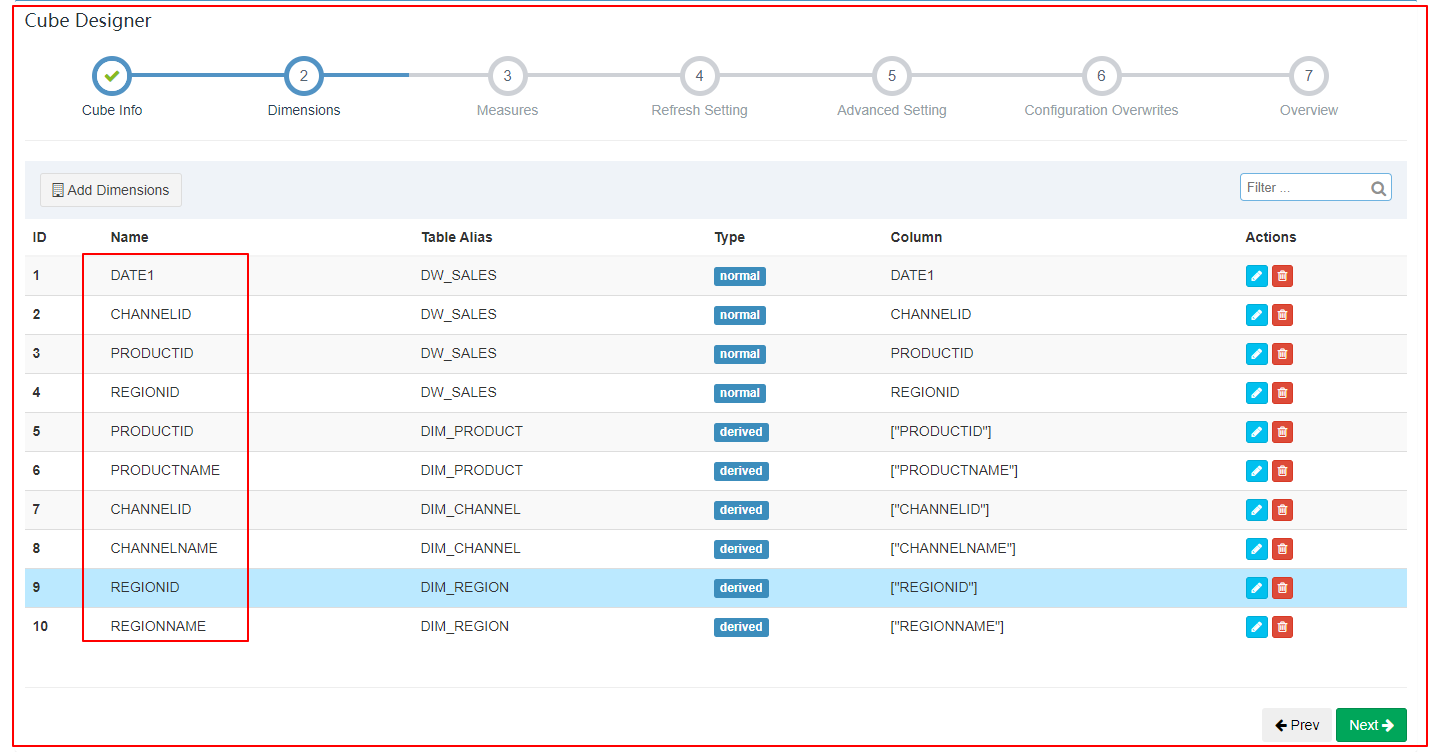 Cube Designer
2 3 4 5 6 7
Cube Info Dimensions Measures Refresh Setting Advanced Setting Configuration Overwrites Overview
Add Dimensions Filter ...
ID Name Table Alias Type Column Actions
1 DATE1 DW_SALES normal DATE1
2 CHANNELID DW_SALES normal CHANNELID
3 PRODUCTID DW_SALES normal PRODUCTID
4 REGIONID DW_SALES normal REGIONID
5 PRODUCTID DIM_PRODUCT derived ["PRODUCTID"]
6 PRODUCTNAME DIM_PRODUCT derived ["PRODUCTNAME"]
7 CHANNELID DIM_CHANNEL derived ["CHANNELID"]
8 CHANNELNAME DIM_CHANNEL derived ["CHANNELNAME"]
9 REGIONID DIM_REGION derived ["REGIONID"]
10 REGIONNAME DIM_REGION derived ["REGIONNAME"]
Prev Next